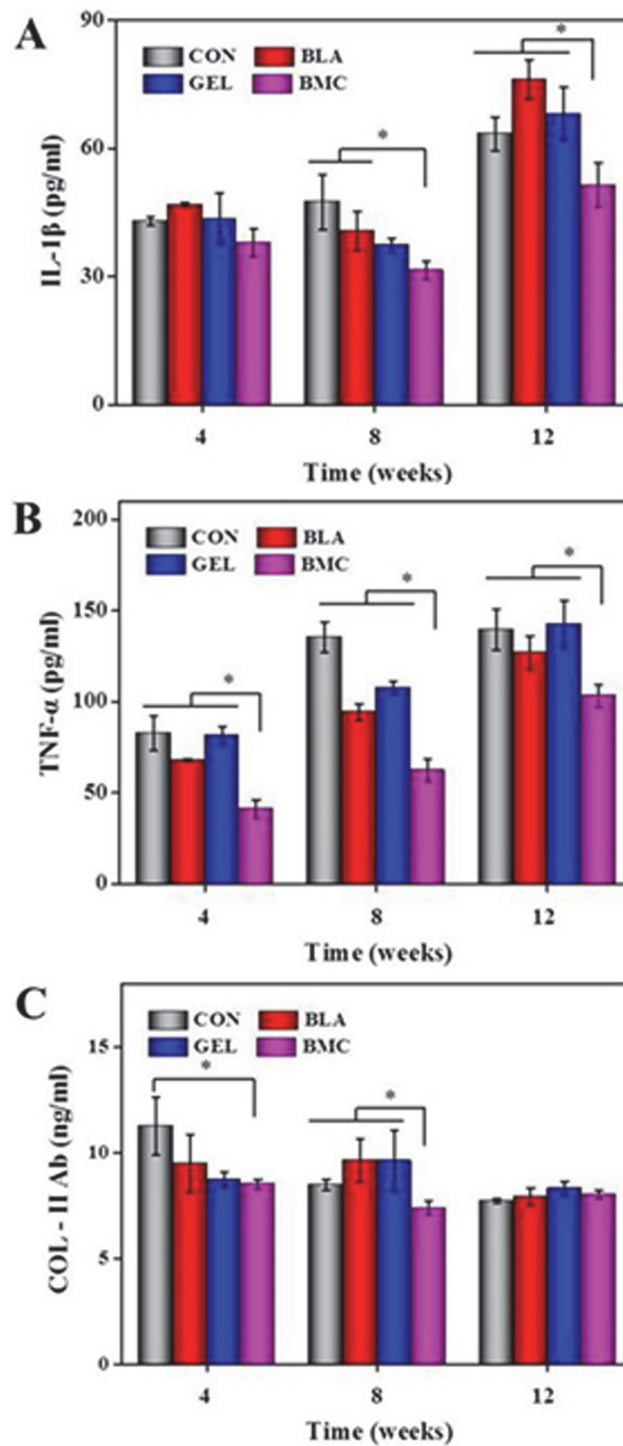 A
CON BLA
GEL BMC
*
*
90
60
30
0
IL-1β (pg/ml)
4 8 12
Time (weeks)
B
CON BLA
GEL BMC
*
*
*
200
150
100
50
0
TNF-α (pg/ml)
4 8 12
Time (weeks)
C
CON BLA
GEL BMC
*
*
15
10
5
0
COL - II Ab (ng/ml)
4 8 12
Time (weeks)